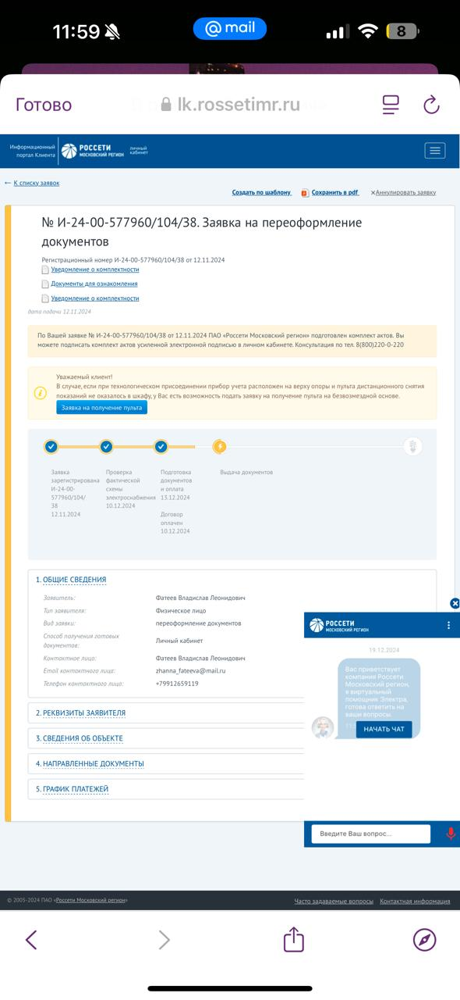 11:59
@ mail
8
Готово
lk.rossetimr.ru
Информационный
портал Клиента
РОССЕТИ
МОСКОВСКИЙ РЕГИОН
личный
кабинет
← К списку заявок
Создать по шаблону
Сохранить в pdf
×Аннулировать заявку
№ И-24-00-577960/104/38. Заявка на переоформление
документов
Регистрационный номер И-24-00-577960/104/38 от 12.11.2024
Уведомление о комплектности
Документы для ознакомления
Уведомление о комплектности
дата подачи 12.11.2024
По Вашей заявке № И-24-00-577960/104/38 от 12.11.2024 ПАО «Россети Московский регион» подготовлен комплект актов. Вы
можете подписать комплект актов усиленной электронной подписью в личном кабинете. Консультация по тел. 8(800)220-0-220
Уважаемый клиент!
В случае, если при технологическом присоединении прибор учета расположен на верху опоры и пульта дистанционного снятия
показаний не оказалось в шкафу, у Вас есть возможность подать заявку на получение пульта на безвозмездной основе.
Заявка на получение пульта
Заявка
зарегистрирована
И-24-00-
577960/104/
38
12.11.2024
Проверка
фактической
схемы
электроснабжения
10.12.2024
Подготовка
документов
и оплата
13.12.2024
Договор
оплачен
10.12.2024
Выдача документов
1. ОБЩИЕ СВЕДЕНИЯ
Заявитель: Фатеев Владислав Леонидович
Тип заявителя: Физическое лицо
Вид заявки: переоформление документов
Способ получения готовых
документов: Личный кабинет
Контактное лицо: Фатеев Владислав Леонидович
Email контактного лица: zhanna_fateeva@mail.ru
Телефон контактного лица: +79912659119
2. РЕКВИЗИТЫ ЗАЯВИТЕЛЯ
3. СВЕДЕНИЯ ОБ ОБЪЕКТЕ
4. НАПРАВЛЕННЫЕ ДОКУМЕНТЫ
5. ГРАФИК ПЛАТЕЖЕЙ
РОССЕТИ
МОСКОВСКИЙ РЕГИОН
19.12.2024
Вас приветствует
компания Россети
Московский регион,
я виртуальный
помощник Электра,
готова ответить на
ваши вопросы.
НАЧАТЬ ЧАТ
Введите Ваш вопрос...
© 2005-2024 ПАО «Россети Московский регион»
Часто задаваемые вопросы
Контактная информация